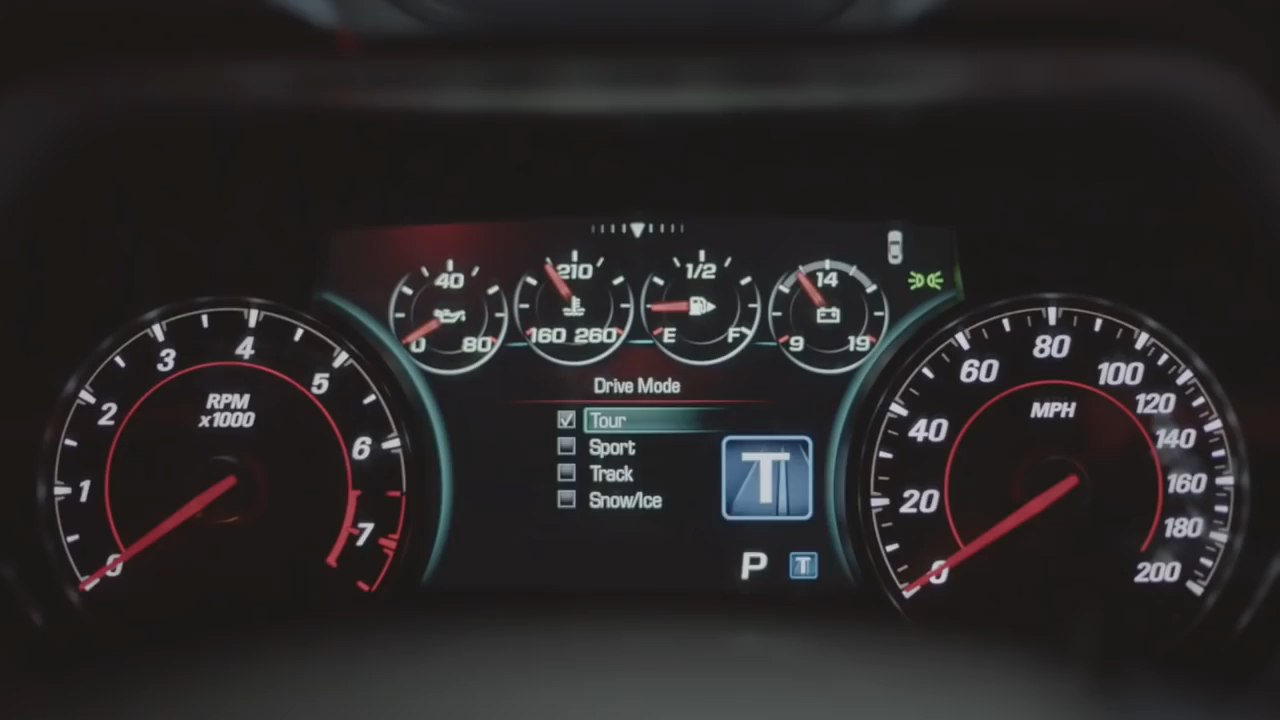 40
0 80
210
160 260
1/2
E F
14
9 19
RPM
x1000
0
1
2
3
4
5
6
7
Drive Mode
Tour
Sport
Track
Snow/Ice
T
P T
MPH
0
20
40
60
80
100
120
140
160
180
200